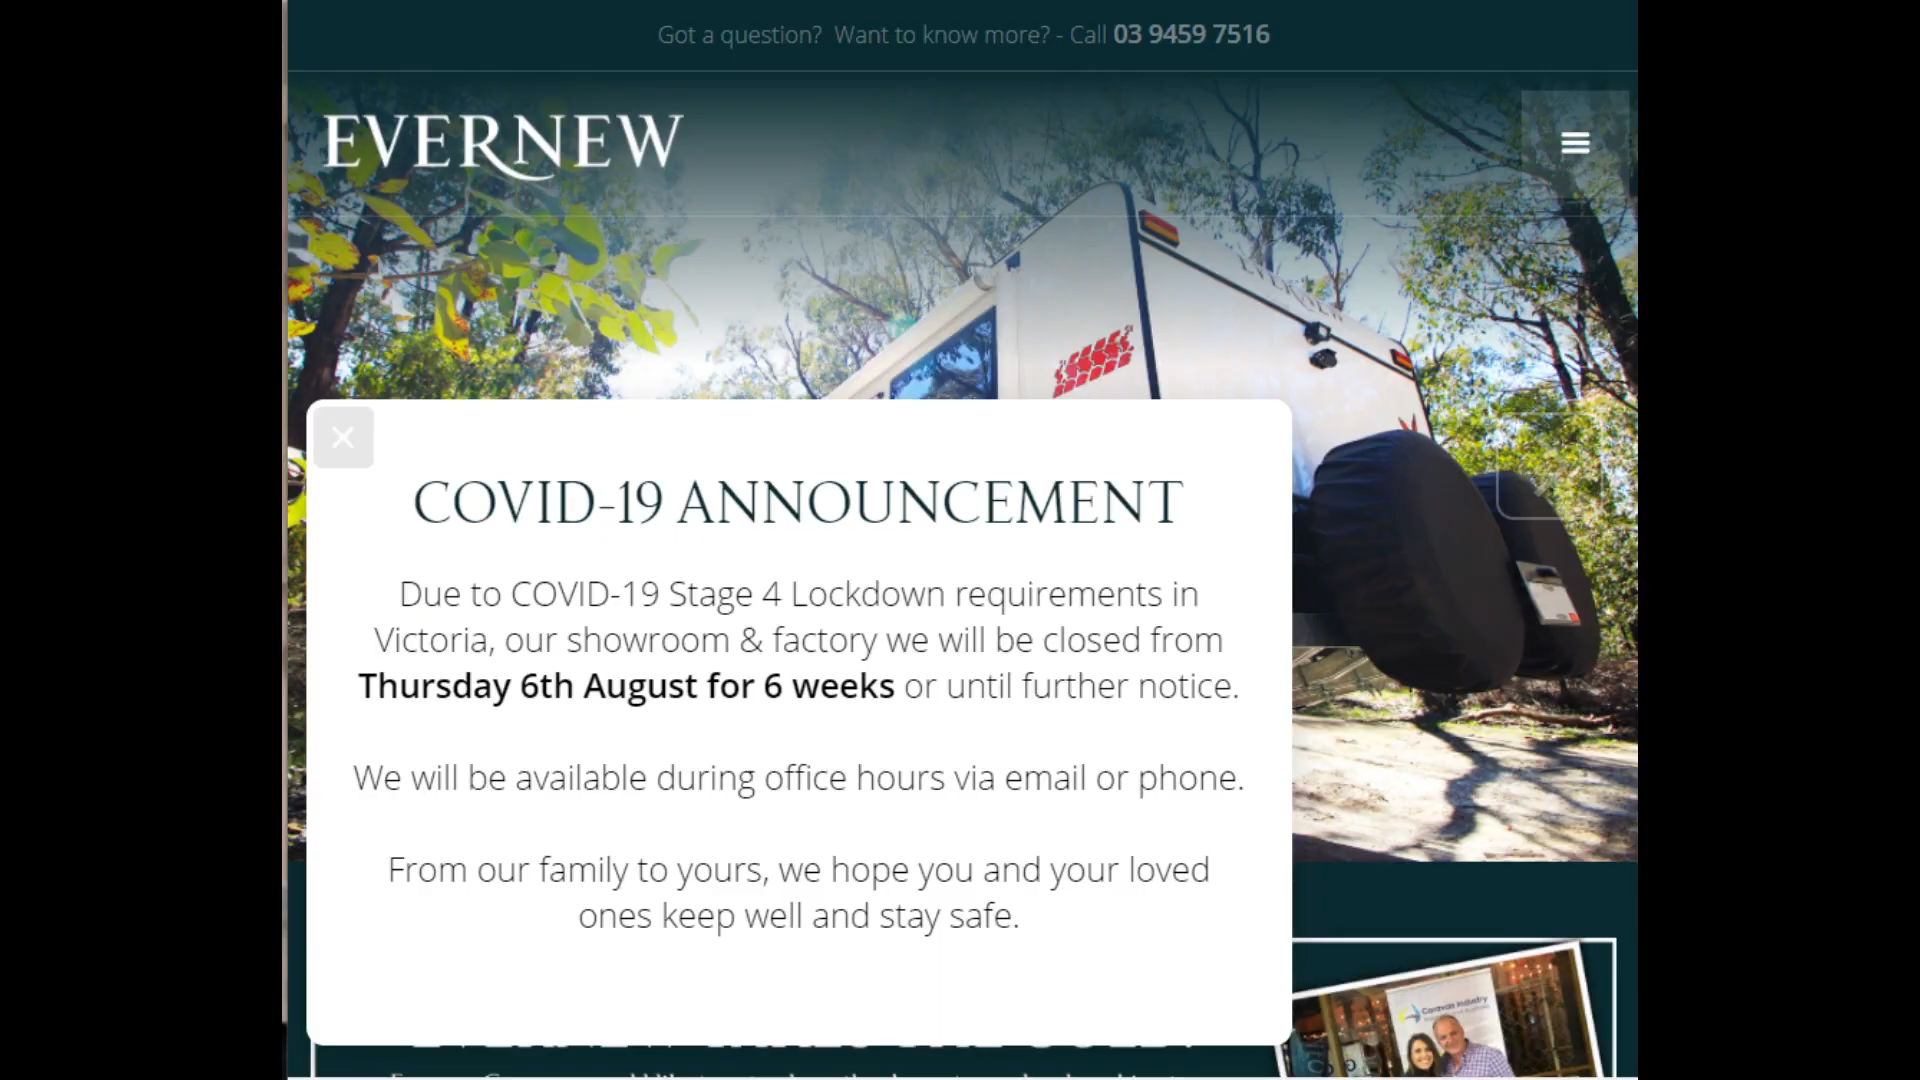 Got a question? Want to know more? - Call 03 9459 7516
EVERNEW
COVID-19 ANNOUNCEMENT
Due to COVID-19 Stage 4 Lockdown requirements in
Victoria, our showroom & factory we will be closed from
Thursday 6th August for 6 weeks or until further notice.
We will be available during office hours via email or phone.
From our family to yours, we hope you and your loved
ones keep well and stay safe.
Caravan Industry